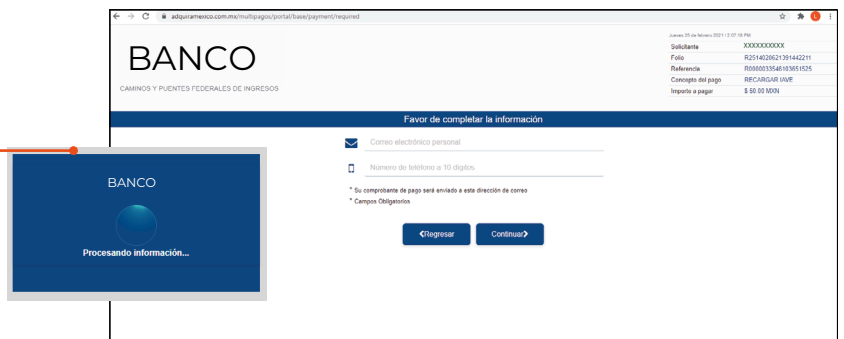 adquiramexico.com.mx/multipagos/portal/base/payment/required
Jueves 25 de febrero 2021 / 2:07:16 PM
Solicitante XXXXXXXXXX
Folio R2514020621391442211
Referencia R0000033546103651525
Concepto del pago RECARGAR IAVE
Importe a pagar $ 50.00 MXN
BANCO
CAMINOS Y PUENTES FEDERALES DE INGRESOS
Favor de completar la información
Correo electrónico personal
Número de teléfono a 10 dígitos
* Su comprobante de pago será enviado a esta dirección de correo
* Campos Obligatorios
Regresar Continuar
BANCO
Procesando información...